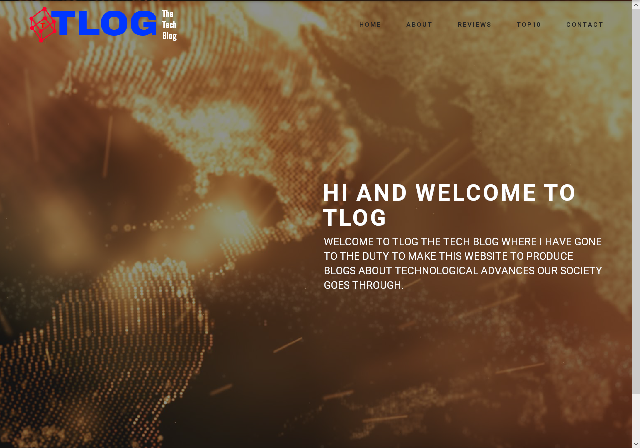 TLOG
The
Tech
Blog
HOME ABOUT REVIEWS TOP10 CONTACT
HI AND WELCOME TO
TLOG
WELCOME TO TLOG THE TECH BLOG WHERE I HAVE GONE
TO THE DUTY TO MAKE THIS WEBSITE TO PRODUCE
BLOGS ABOUT TECHNOLOGICAL ADVANCES OUR SOCIETY
GOES THROUGH.